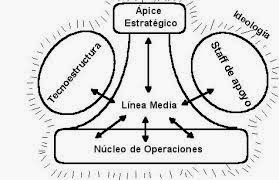 Ápice
Estratégico
Ideología
Tecnoestructura
Staff de apoyo
Línea Media
Núcleo de Operaciones